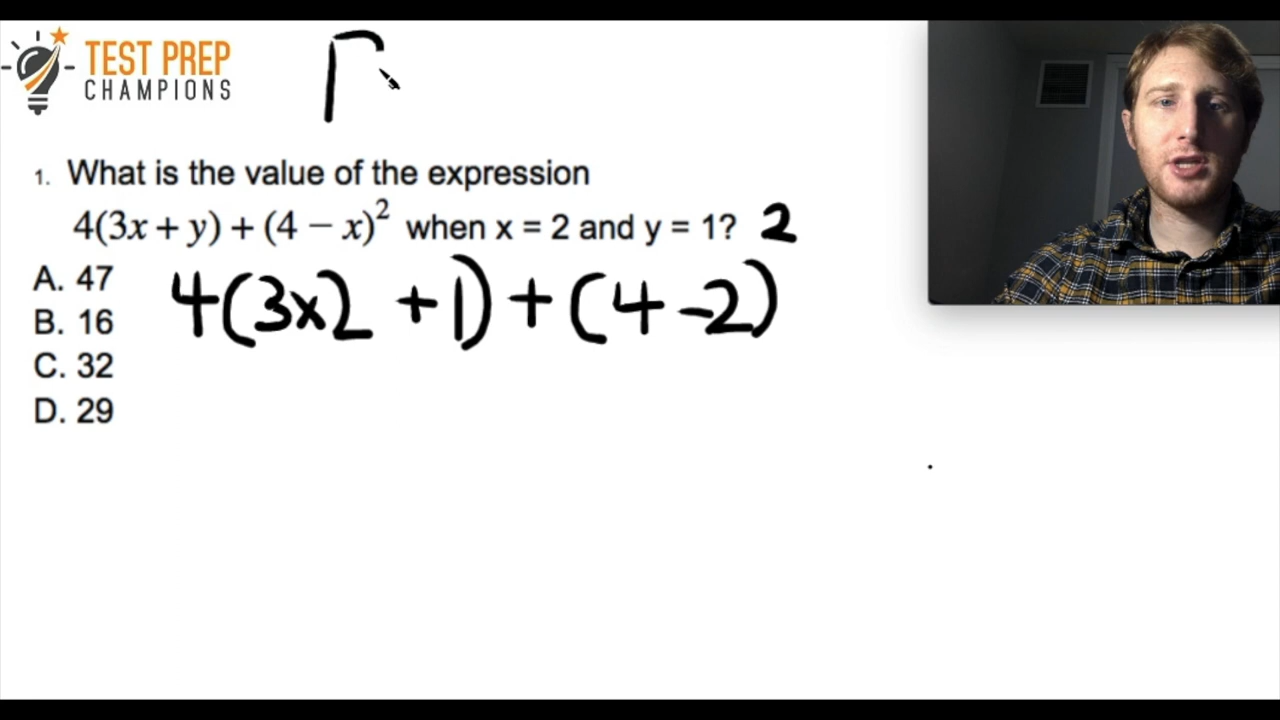 TEST PREP
CHAMPIONS
1. What is the value of the expression
4(3x + y) + (4 − x)² when x = 2 and y = 1?
A. 47
B. 16
C. 32
D. 29
4(3x2 +1) + (4-2)²